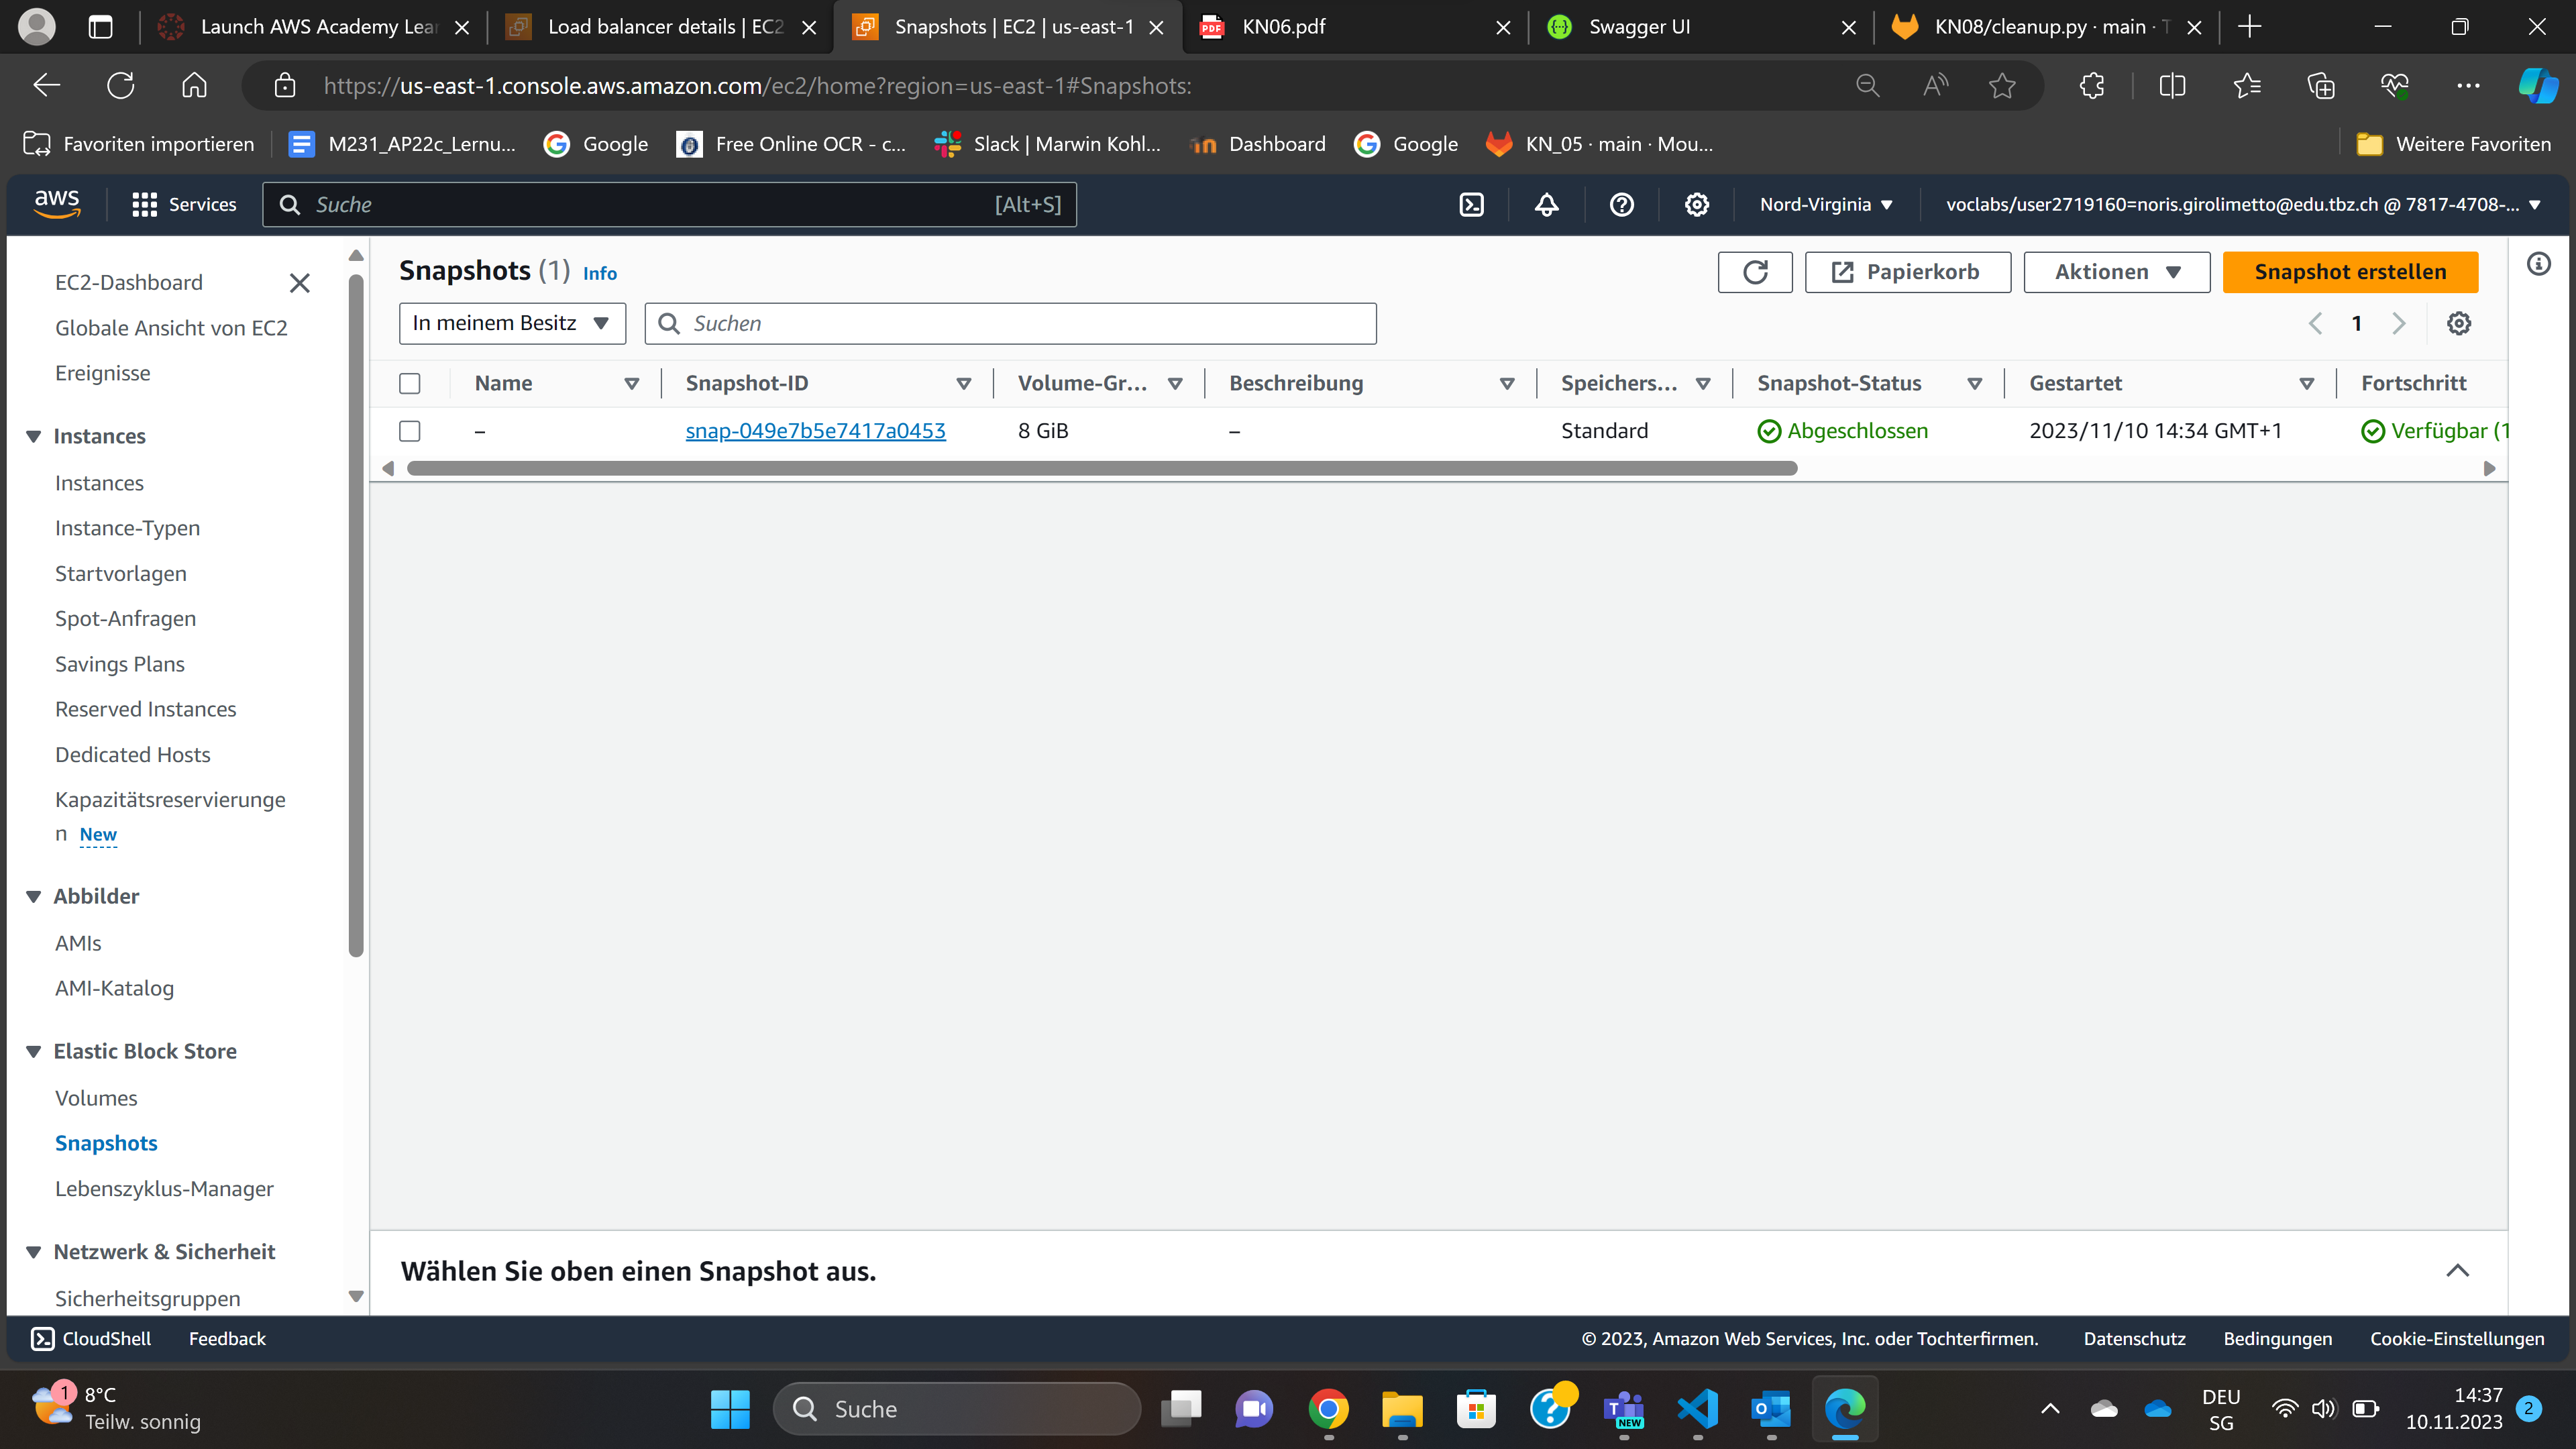 Launch AWS Academy Lear
Load balancer details | EC2
Snapshots | EC2 | us-east-1
KN06.pdf
Swagger UI
KN08/cleanup.py · main · T
https://us-east-1.console.aws.amazon.com/ec2/home?region=us-east-1#Snapshots:
Favoriten importieren
M231_AP22c_Lernu...
Google
Free Online OCR - c...
Slack | Marwin Kohl...
Dashboard
Google
KN_05 · main · Mou...
Weitere Favoriten
aws
Services
Suche
[Alt+S]
Nord-Virginia
voclabs/user2719160=noris.girolimetto@edu.tbz.ch @ 7817-4708-...
EC2-Dashboard
Globale Ansicht von EC2
Ereignisse
Instances
Instances
Instance-Typen
Startvorlagen
Spot-Anfragen
Savings Plans
Reserved Instances
Dedicated Hosts
Kapazitätsreservierunge
n New
Abbilder
AMIs
AMI-Katalog
Elastic Block Store
Volumes
Snapshots
Lebenszyklus-Manager
Netzwerk & Sicherheit
Sicherheitsgruppen
Snapshots (1) Info
Papierkorb
Aktionen
Snapshot erstellen
In meinem Besitz
Suchen
1
Name Snapshot-ID Volume-Gr... Beschreibung Speichers... Snapshot-Status Gestartet Fortschritt
– snap-049e7b5e7417a0453 8 GiB – Standard Abgeschlossen 2023/11/10 14:34 GMT+1 Verfügbar (1
Wählen Sie oben einen Snapshot aus.
CloudShell
Feedback
© 2023, Amazon Web Services, Inc. oder Tochterfirmen.
Datenschutz
Bedingungen
Cookie-Einstellungen
1
8°C
Teilw. sonnig
Suche
NEW
DEU
SG
14:37
10.11.2023
2